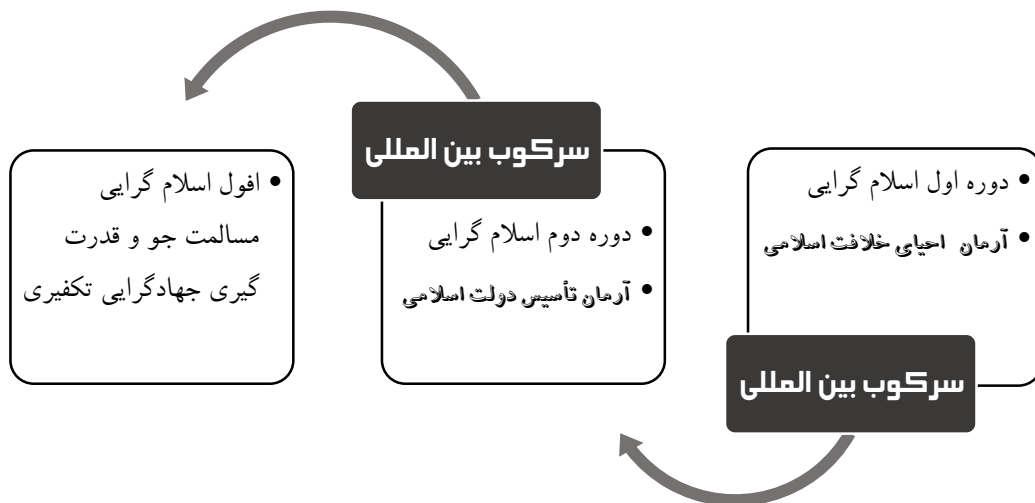 دوره اول اسلام گرایی
آرمان احیای خلافت اسلامی
سرکوب بین المللی
سرکوب بین المللی
دوره دوم اسلام گرایی
آرمان تأسیس دولت اسلامی
افول اسلام گرایی
مسالمت جو و قدرت
گیری جهادگرایی تکفیری